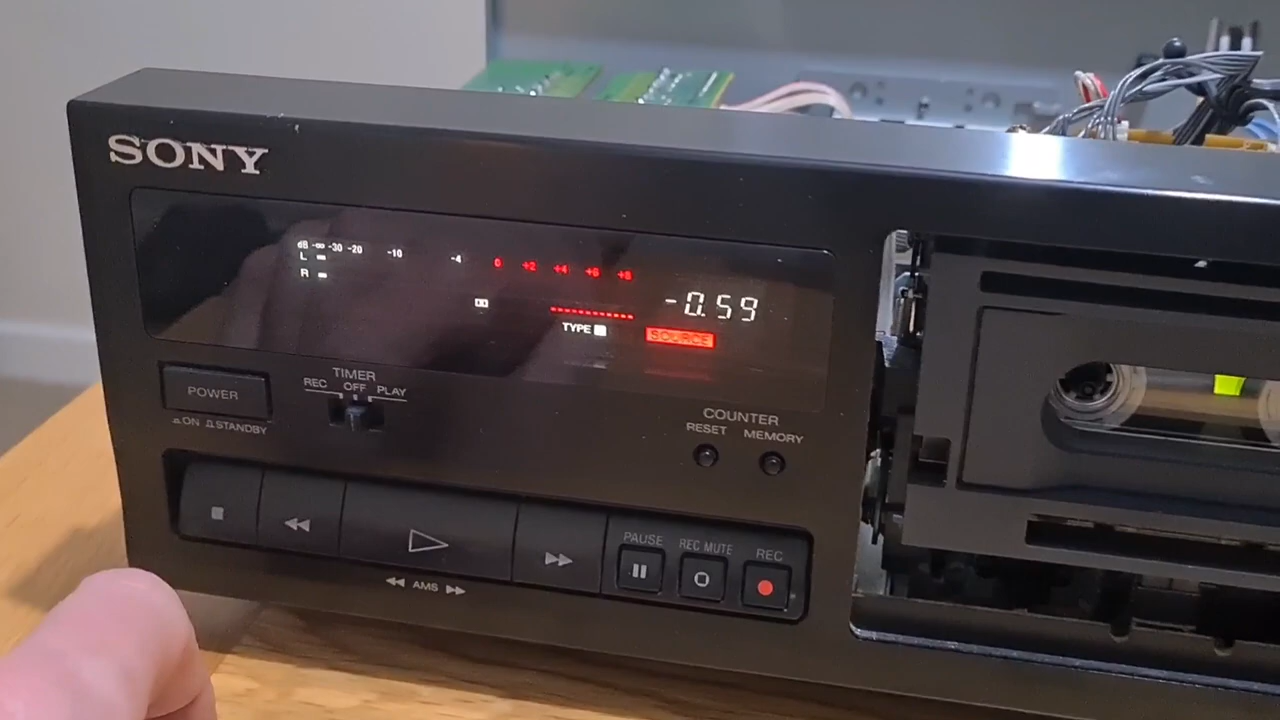 SONY
dB -∞ -30 -20 -10 -4 0 +2 +4 +6 +8
L
R
-0.59
TYPE
SOURCE
POWER
ON STANDBY
TIMER
REC OFF PLAY
COUNTER
RESET MEMORY
PAUSE REC MUTE REC
AMS